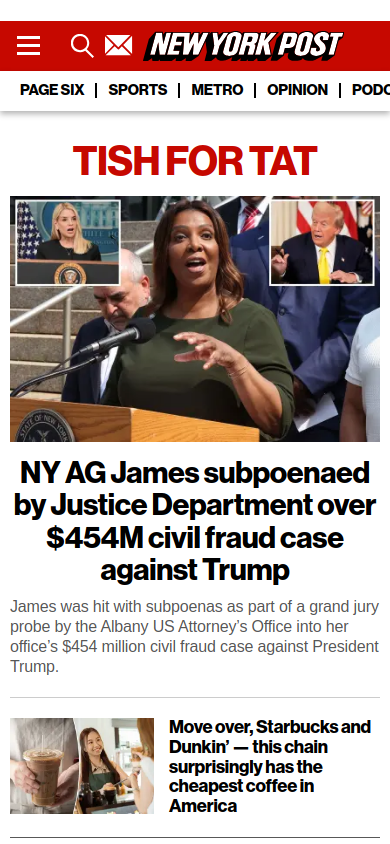 NEW YORK POST
PAGE SIX
SPORTS
METRO
OPINION
PODC
TISH FOR TAT
STATE OF NEW
NY AG James subpoenaed
by Justice Department over
$454M civil fraud case
against Trump
James was hit with subpoenas as part of a grand jury
probe by the Albany US Attorney’s Office into her
office’s $454 million civil fraud case against President
Trump.
Move over, Starbucks and
Dunkin’ — this chain
surprisingly has the
cheapest coffee in
America